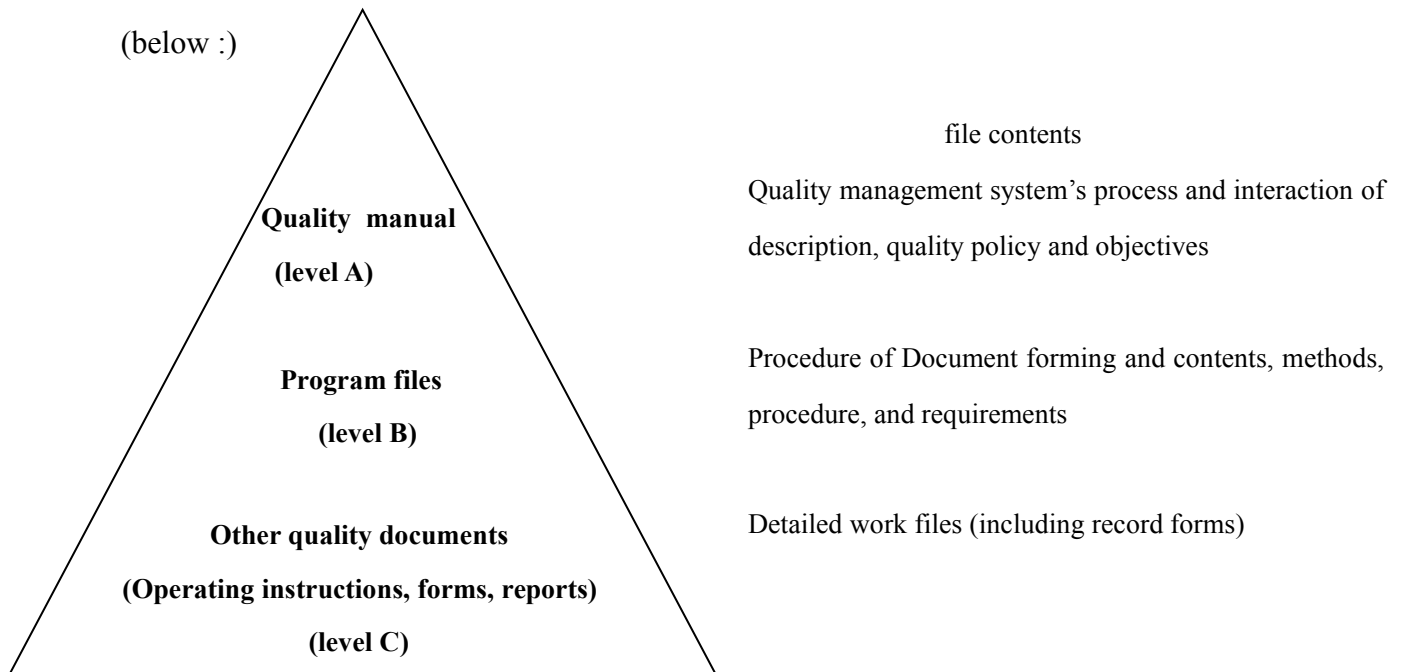 (below :)
file contents
Quality management system’s process and interaction of
description, quality policy and objectives
Quality manual
(level A)
Procedure of Document forming and contents, methods,
procedure, and requirements
Program files
(level B)
Detailed work files (including record forms)
Other quality documents
(Operating instructions, forms, reports)
(level C)